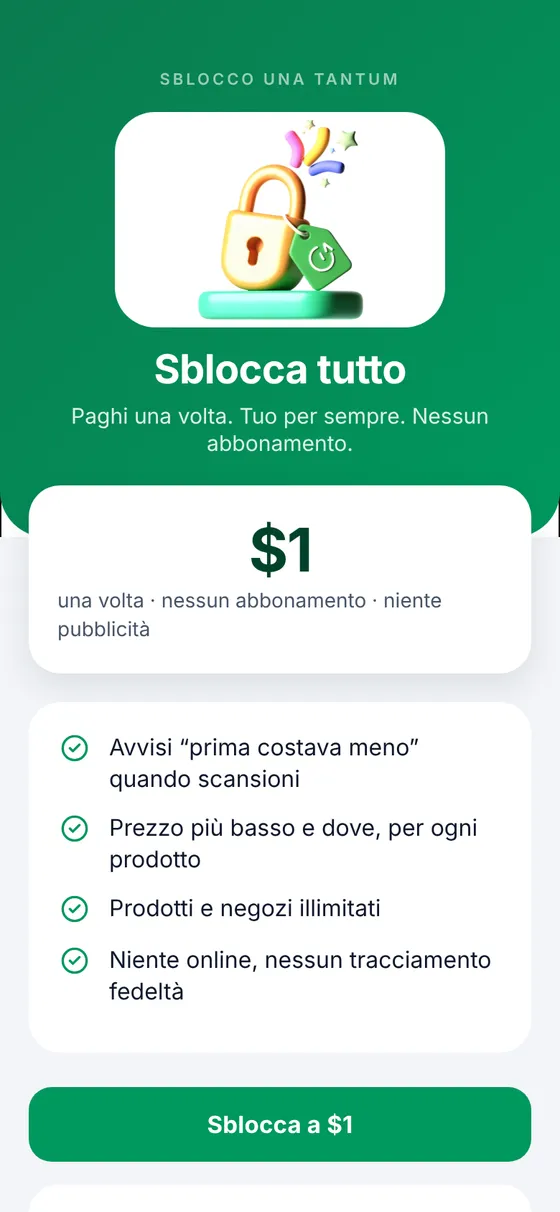 SBLOCCO UNA TANTUM
Sblocca tutto
Paghi una volta. Tuo per sempre. Nessun
abbonamento.
$1
una volta · nessun abbonamento · niente
pubblicità
Avvisi “prima costava meno”
quando scansioni
Prezzo più basso e dove, per ogni
prodotto
Prodotti e negozi illimitati
Niente online, nessun tracciamento
fedeltà
Sblocca a $1